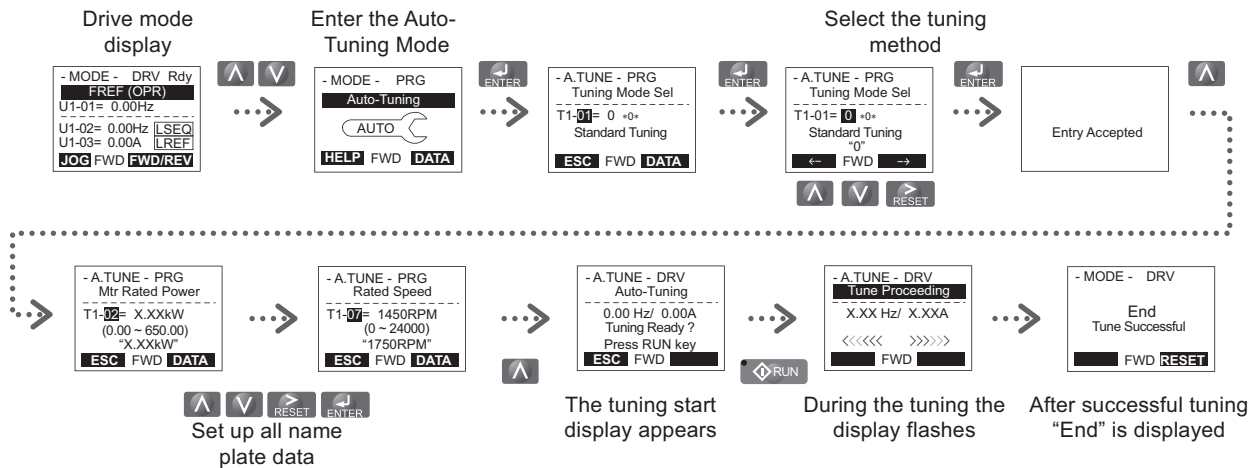 Drive mode
display
- MODE - DRV Rdy
FREF (OPR)
U1-01= 0.00Hz
U1-02= 0.00Hz LSEQ
U1-03= 0.00A LREF
JOG FWD FWD/REV
Enter the Auto-
Tuning Mode
- MODE - PRG
Auto-Tuning
AUTO
HELP FWD DATA
ENTER
- A.TUNE - PRG
Tuning Mode Sel
T1-01= 0 *0*
Standard Tuning
ESC FWD DATA
ENTER
Select the tuning
method
- A.TUNE - PRG
Tuning Mode Sel
T1-01= 0 *0*
Standard Tuning
“0”
← FWD →
RESET
ENTER
Entry Accepted
- A.TUNE - PRG
Mtr Rated Power
T1-02= X.XXkW
(0.00 ~ 650.00)
“X.XXkW”
ESC FWD DATA
- A.TUNE - PRG
Rated Speed
T1-07= 1450RPM
(0 ~ 24000)
“1750RPM”
ESC FWD DATA
RESET ENTER
Set up all name
plate data
- A.TUNE - DRV
Auto-Tuning
0.00 Hz/ 0.00A
Tuning Ready ?
Press RUN key
ESC FWD
The tuning start
display appears
RUN
- A.TUNE - DRV
Tune Proceeding
X.XX Hz/ X.XXA
FWD
During the tuning the
display flashes
- MODE - DRV
End
Tune Successful
FWD RESET
After successful tuning
“End” is displayed